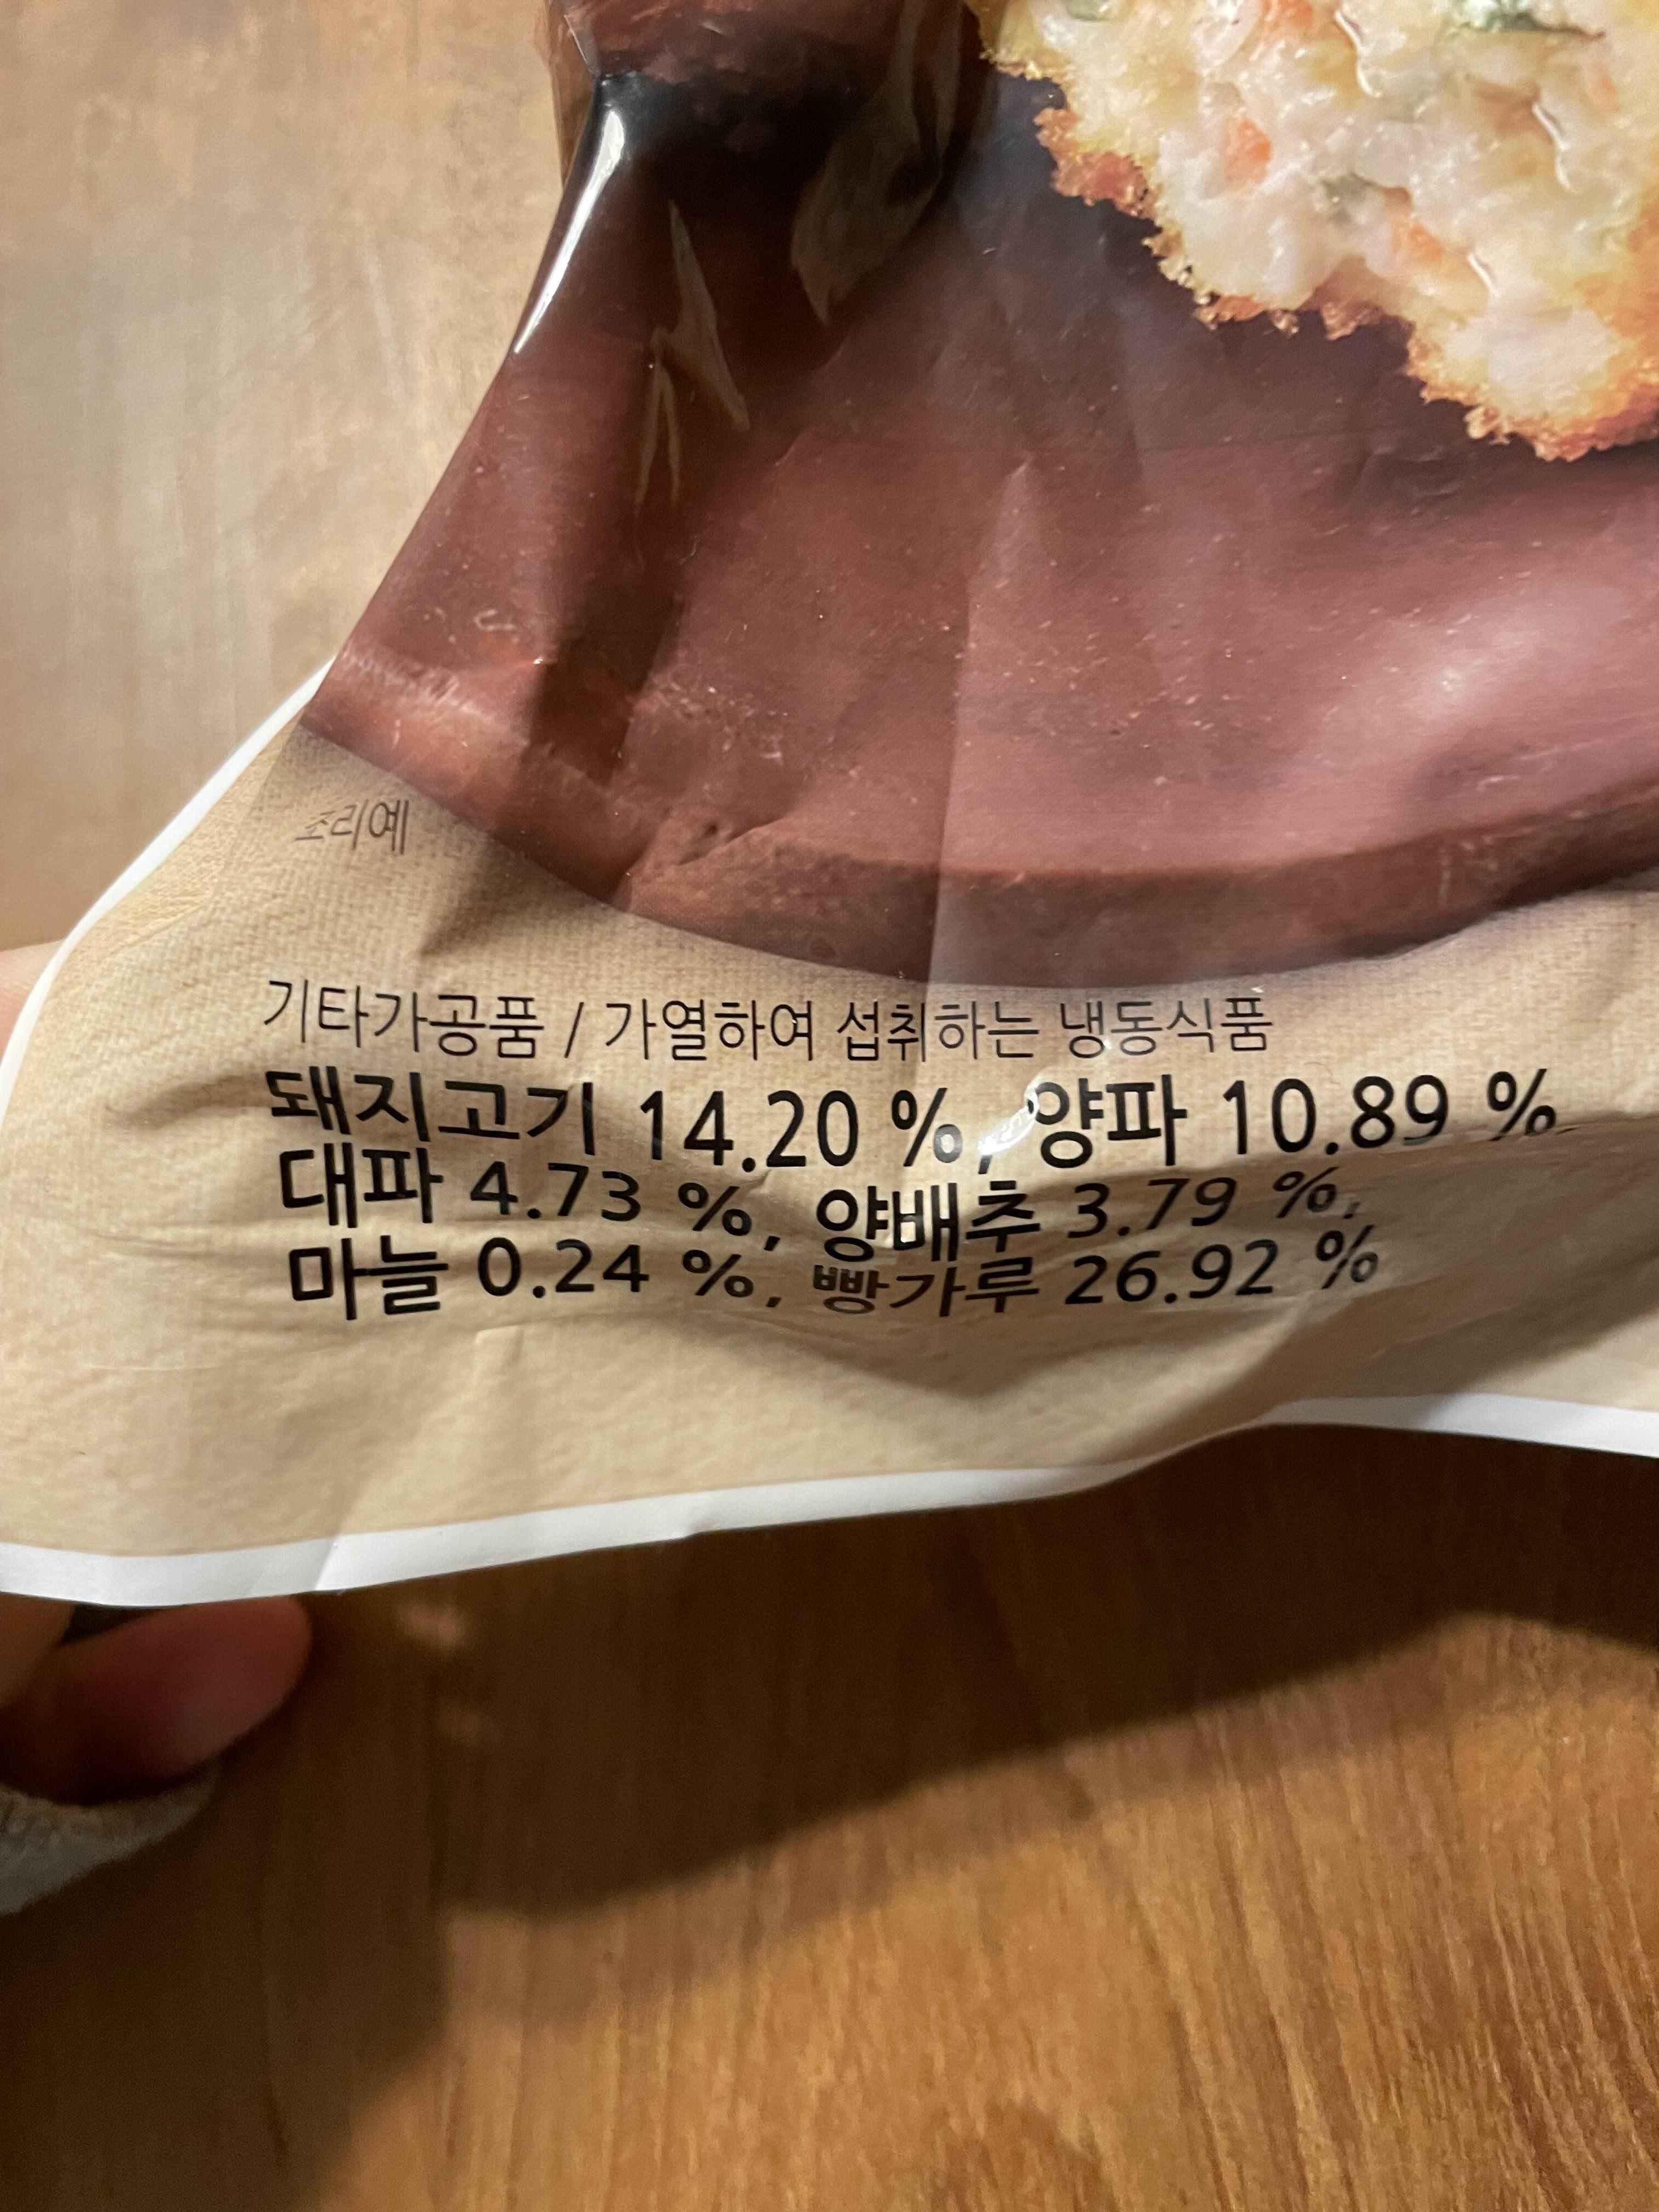 조리예
기타가공품 / 가열하여 섭취하는 냉동식품
돼지고기 14.20 %, 양파 10.89 %,
대파 4.73 %, 양배추 3.79 %,
마늘 0.24 %, 빵가루 26.92 %